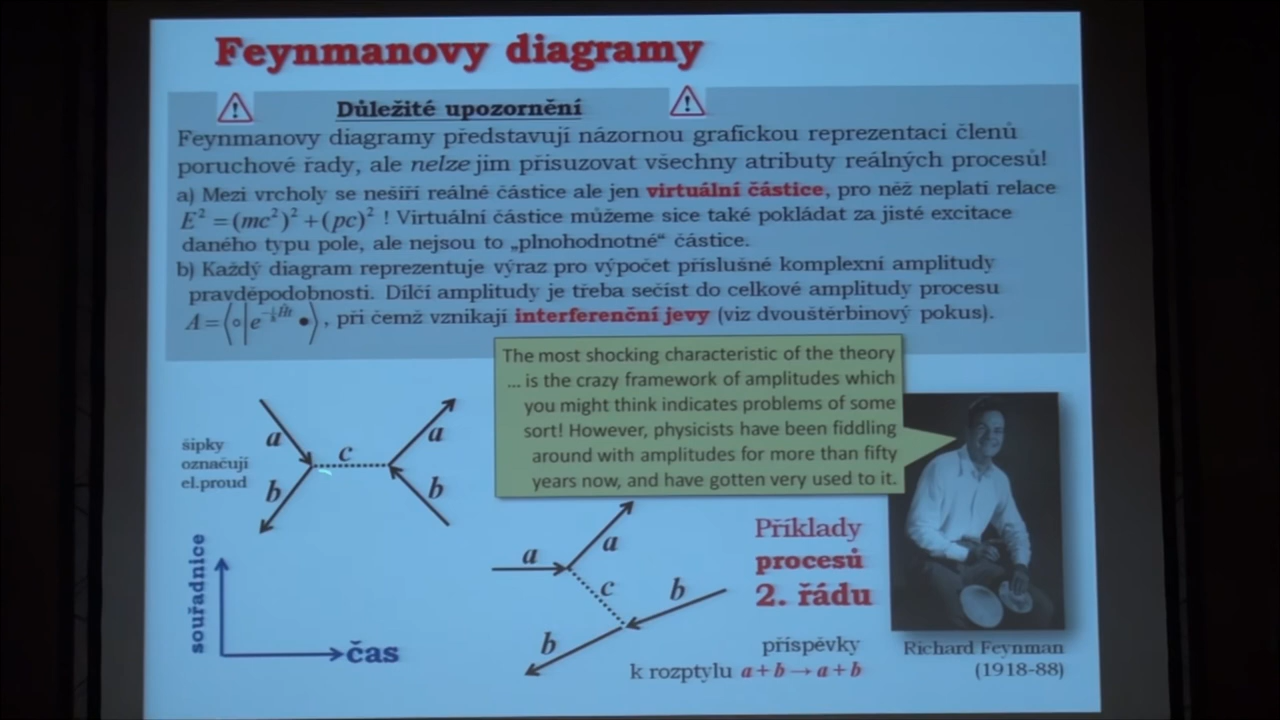 Feynmanovy diagramy
Důležité upozornění
Feynmanovy diagramy představují názornou grafickou reprezentaci členů
poruchové řady, ale nelze jim přisuzovat všechny atributy reálných procesů!
a) Mezi vrcholy se nešíří reálné částice ale jen virtuální částice, pro něž neplatí relace
E² = (mc²)² + (pc)² ! Virtuální částice můžeme sice také pokládat za jisté excitace
daného typu pole, ale nejsou to „plnohodnotné“ částice.
b) Každý diagram reprezentuje výraz pro výpočet příslušné komplexní amplitudy
pravděpodobnosti. Dílčí amplitudy je třeba sečíst do celkové amplitudy procesu
A = ⟨∘|e^{-\frac{i}{ħ}Ĥt} •⟩ , při čemž vznikají interferenční jevy (viz dvouštěrbinový pokus).
The most shocking characteristic of the theory
... is the crazy framework of amplitudes which
you might think indicates problems of some
sort! However, physicists have been fiddling
around with amplitudes for more than fifty
years now, and have gotten very used to it.
šipky
označují
el.proud
a
b
c
a
b
souřadnice
čas
a
a
c
b
b
Příklady
procesů
2. řádu
příspěvky
k rozptylu a + b → a + b
Richard Feynman
(1918-88)